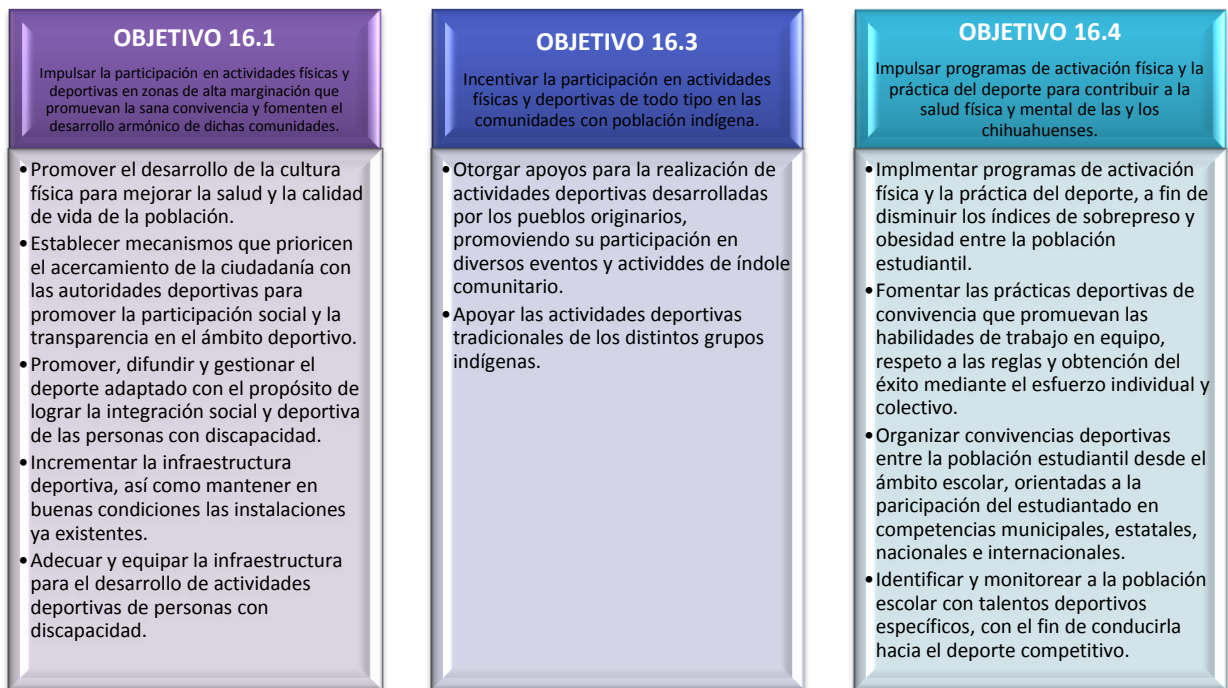 OBJETIVO 16.1
Impulsar la participación en actividades físicas y
deportivas en zonas de alta marginación que
promuevan la sana convivencia y fomenten el
desarrollo armónico de dichas comunidades.
•Promover el desarrollo de la cultura
física para mejorar la salud y la calidad
de vida de la población.
•Establecer mecanismos que prioricen
el acercamiento de la ciudadanía con
las autoridades deportivas para
promover la participación social y la
transparencia en el ámbito deportivo.
•Promover, difundir y gestionar el
deporte adaptado con el propósito de
lograr la integración social y deportiva
de las personas con discapacidad.
•Incrementar la infraestructura
deportiva, así como mantener en
buenas condiciones las instalaciones
ya existentes.
•Adecuar y equipar la infraestructura
para el desarrollo de actividades
deportivas de personas con
discapacidad.
OBJETIVO 16.3
Incentivar la participación en actividades
físicas y deportivas de todo tipo en las
comunidades con población indígena.
•Otorgar apoyos para la realización de
actividades deportivas desarrolladas
por los pueblos originarios,
promoviendo su participación en
diversos eventos y actividdes de índole
comunitario.
•Apoyar las actividades deportivas
tradicionales de los distintos grupos
indígenas.
OBJETIVO 16.4
Impulsar programas de activación física y la
práctica del deporte para contribuir a la
salud física y mental de las y los
chihuahuenses.
•Implmentar programas de activación
física y la práctica del deporte, a fin de
disminuir los índices de sobrepreso y
obesidad entre la población
estudiantil.
•Fomentar las prácticas deportivas de
convivencia que promuevan las
habilidades de trabajo en equipo,
respeto a las reglas y obtención del
éxito mediante el esfuerzo individual y
colectivo.
•Organizar convivencias deportivas
entre la población estudiantil desde el
ámbito escolar, orientadas a la
paricipación del estudiantado en
competencias municipales, estatales,
nacionales e internacionales.
•Identificar y monitorear a la población
escolar con talentos deportivos
específicos, con el fin de conducirla
hacia el deporte competitivo.